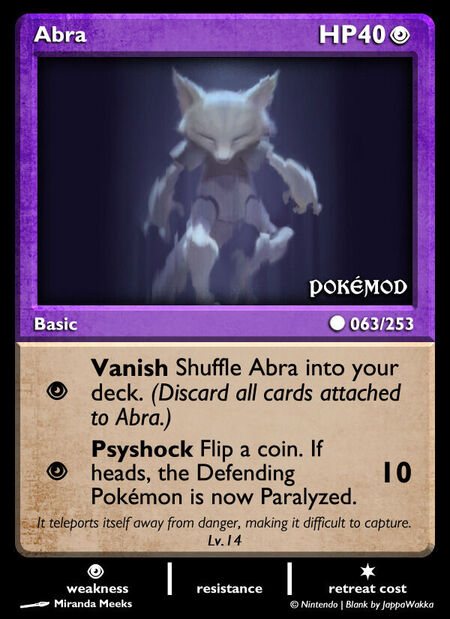 Abra HP40
POKÉMOD
Basic 063/253
Vanish Shuffle Abra into your
deck. (Discard all cards attached
to Abra.)
Psyshock Flip a coin. If
heads, the Defending 10
Pokémon is now Paralyzed.
It teleports itself away from danger, making it difficult to capture.
Lv.14
weakness resistance retreat cost
Miranda Meeks © Nintendo | Blank by JappaWakka